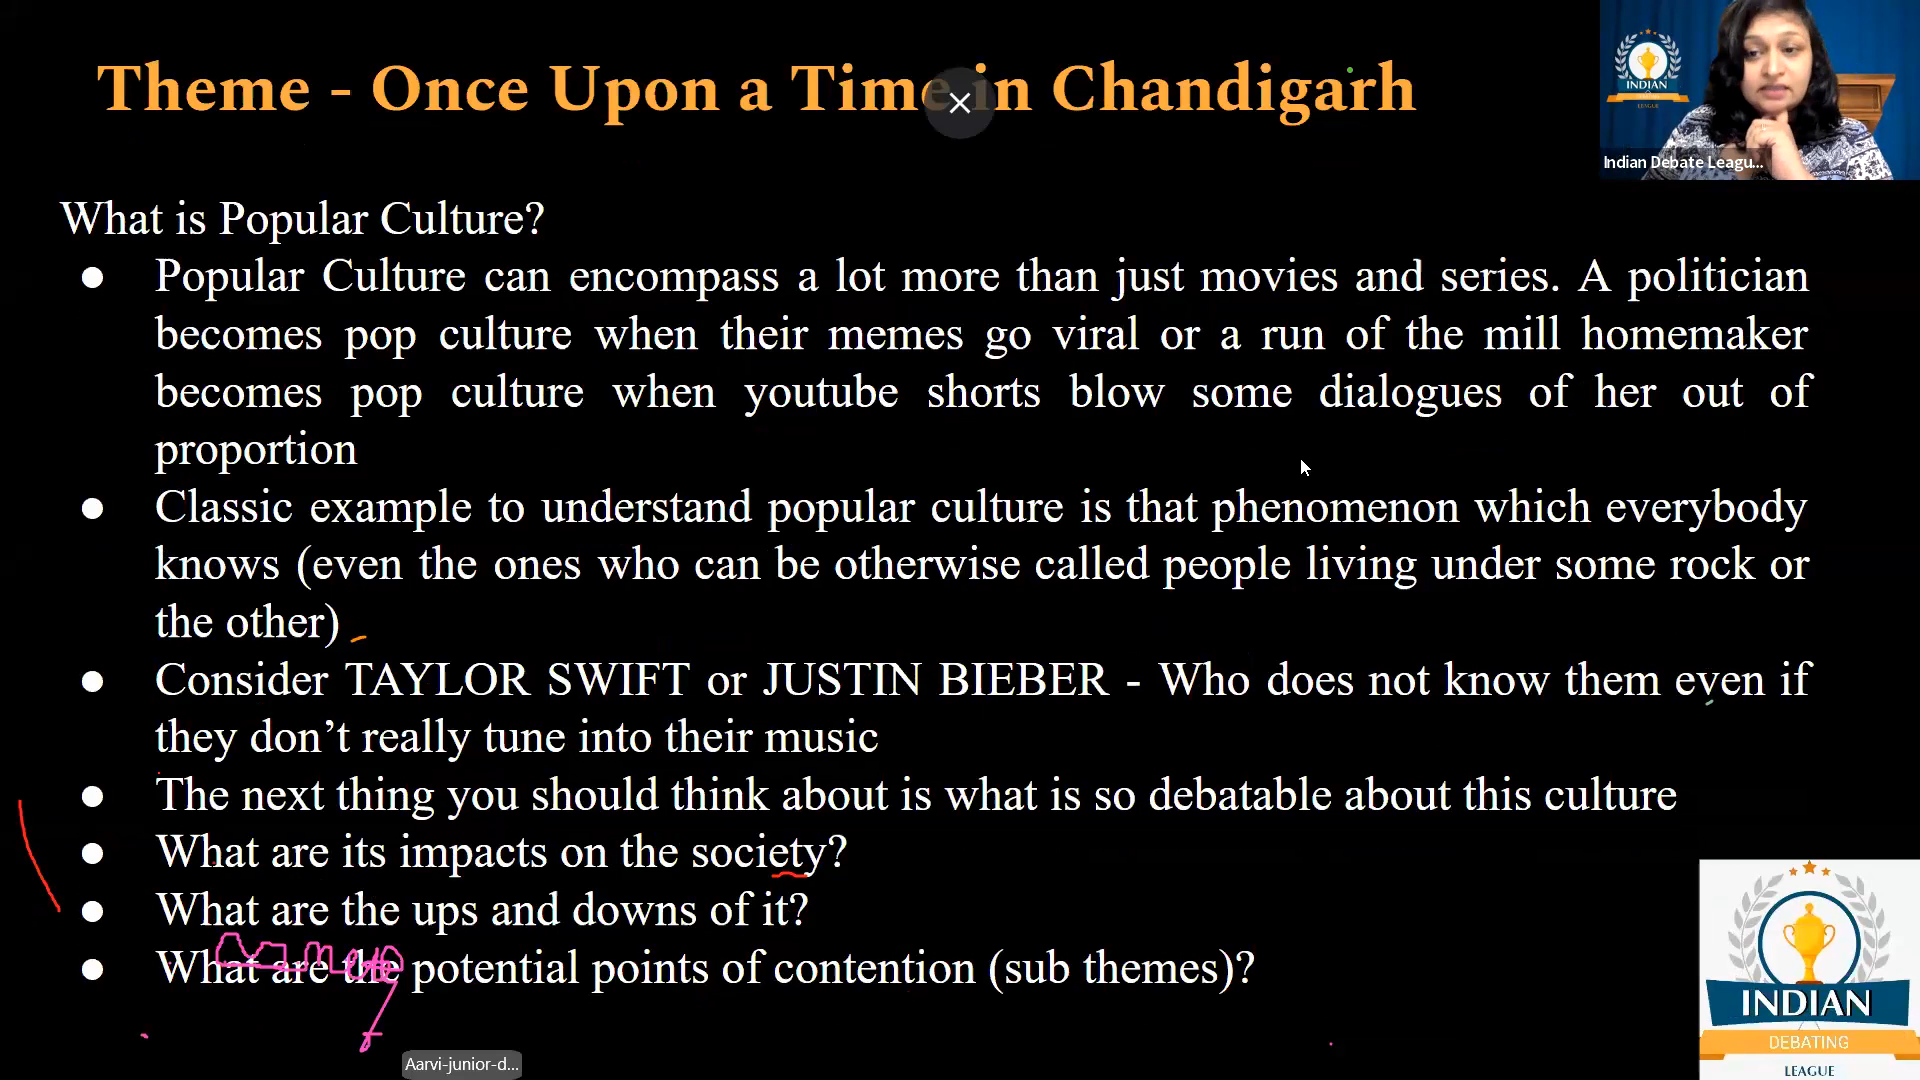 Theme - Once Upon a Time in Chandigarh
INDIAN
LEAGUE
Indian Debate Leagu...
What is Popular Culture?
● Popular Culture can encompass a lot more than just movies and series. A politician
becomes pop culture when their memes go viral or a run of the mill homemaker
becomes pop culture when youtube shorts blow some dialogues of her out of
proportion
● Classic example to understand popular culture is that phenomenon which everybody
knows (even the ones who can be otherwise called people living under some rock or
the other)
● Consider TAYLOR SWIFT or JUSTIN BIEBER - Who does not know them even if
they don’t really tune into their music
● The next thing you should think about is what is so debatable about this culture
● What are its impacts on the society?
● What are the ups and downs of it?
● What are the potential points of contention (sub themes)?
Aarvi-junior-d...
INDIAN
DEBATING
LEAGUE